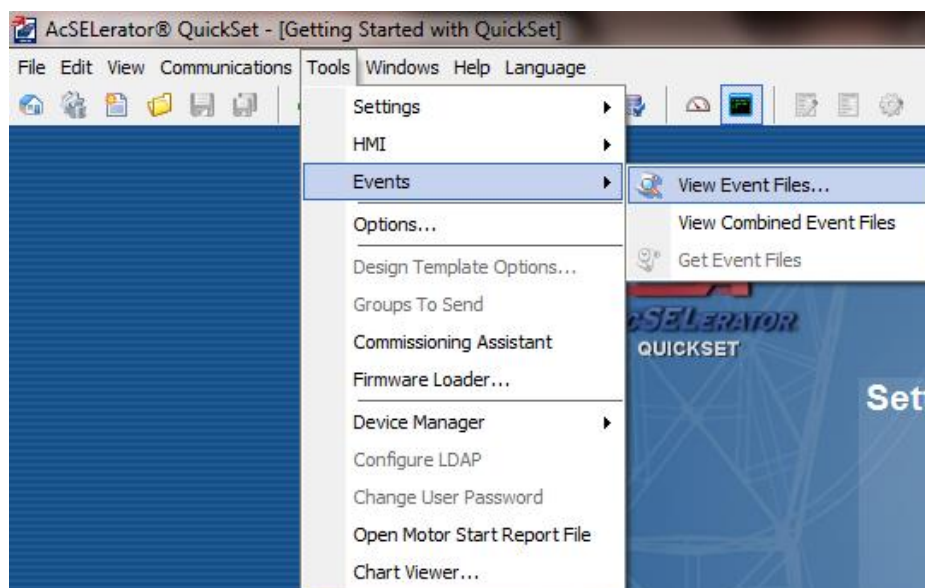 AcSELerator® QuickSet - [Getting Started with QuickSet]
File Edit View Communications Tools Windows Help Language
Settings
HMI
Events
Options...
Design Template Options...
Groups To Send
Commissioning Assistant
Firmware Loader...
Device Manager
Configure LDAP
Change User Password
Open Motor Start Report File
Chart Viewer...
View Event Files...
View Combined Event Files
Get Event Files
cSELERATOR
QUICKSET
Set